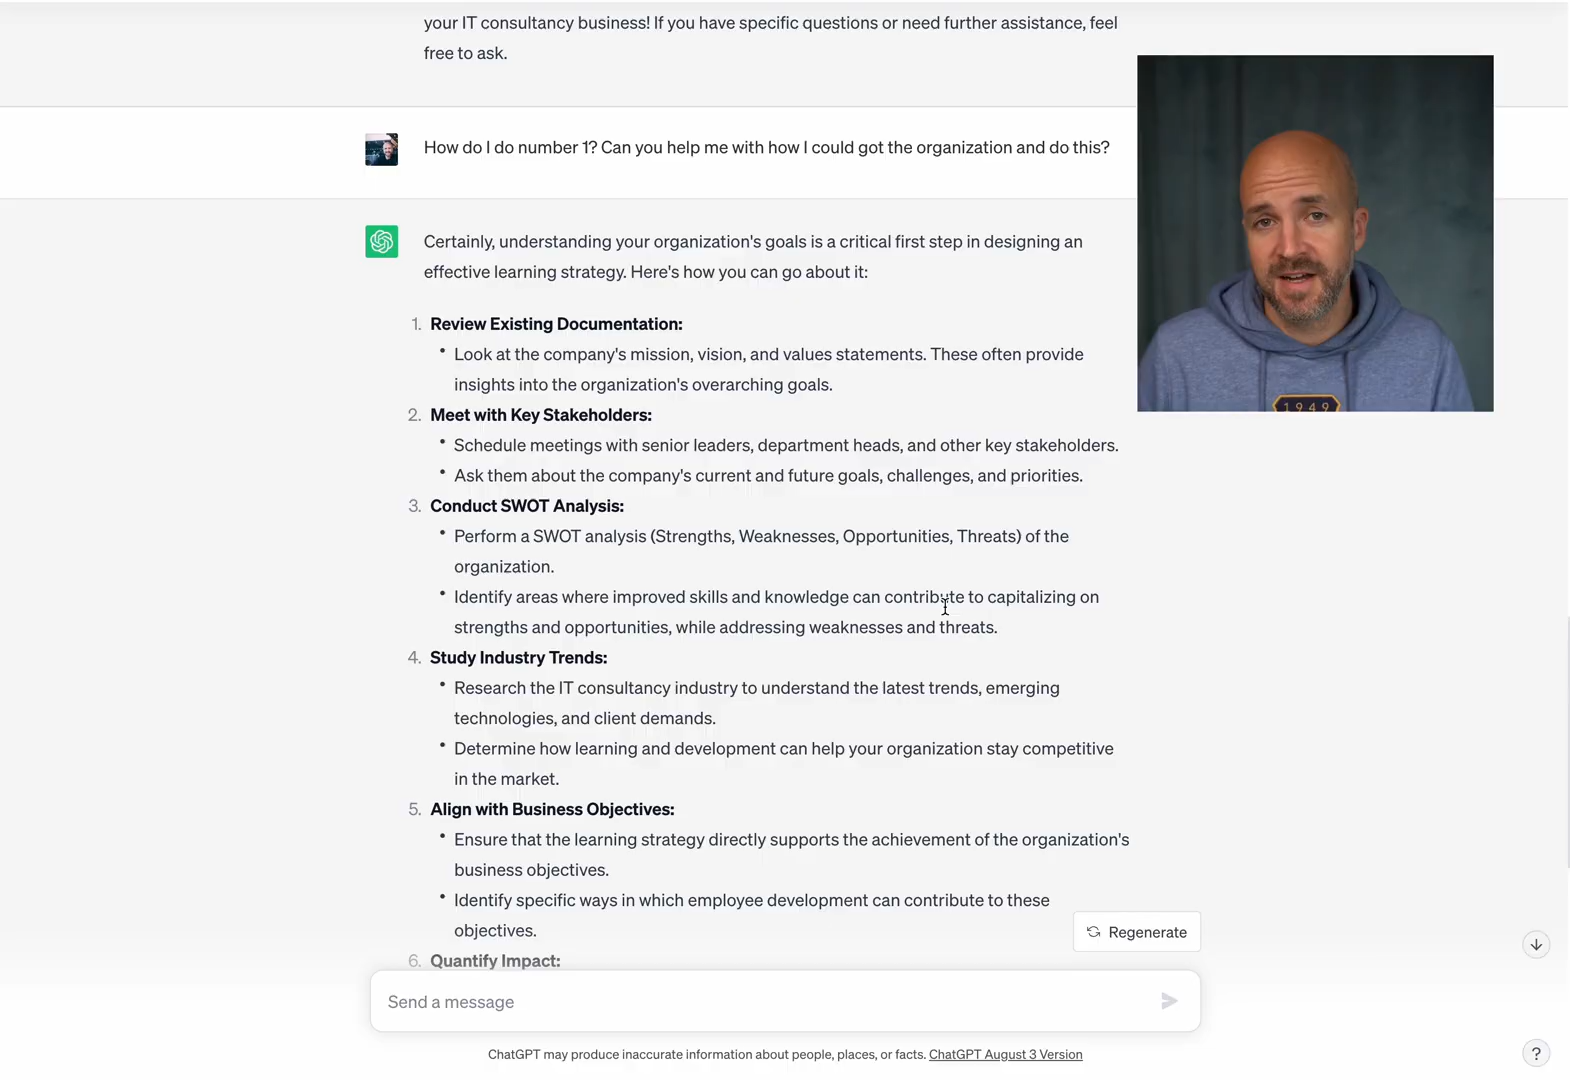 your IT consultancy business! If you have specific questions or need further assistance, feel
free to ask.
How do I do number 1? Can you help me with how I could got the organization and do this?
Certainly, understanding your organization's goals is a critical first step in designing an
effective learning strategy. Here's how you can go about it:
1. Review Existing Documentation:
• Look at the company's mission, vision, and values statements. These often provide
insights into the organization's overarching goals.
2. Meet with Key Stakeholders:
• Schedule meetings with senior leaders, department heads, and other key stakeholders.
• Ask them about the company's current and future goals, challenges, and priorities.
3. Conduct SWOT Analysis:
• Perform a SWOT analysis (Strengths, Weaknesses, Opportunities, Threats) of the
organization.
• Identify areas where improved skills and knowledge can contribute to capitalizing on
strengths and opportunities, while addressing weaknesses and threats.
4. Study Industry Trends:
• Research the IT consultancy industry to understand the latest trends, emerging
technologies, and client demands.
• Determine how learning and development can help your organization stay competitive
in the market.
5. Align with Business Objectives:
• Ensure that the learning strategy directly supports the achievement of the organization's
business objectives.
• Identify specific ways in which employee development can contribute to these
objectives.
6. Quantify Impact:
Regenerate
Send a message
ChatGPT may produce inaccurate information about people, places, or facts. ChatGPT August 3 Version
?
1949